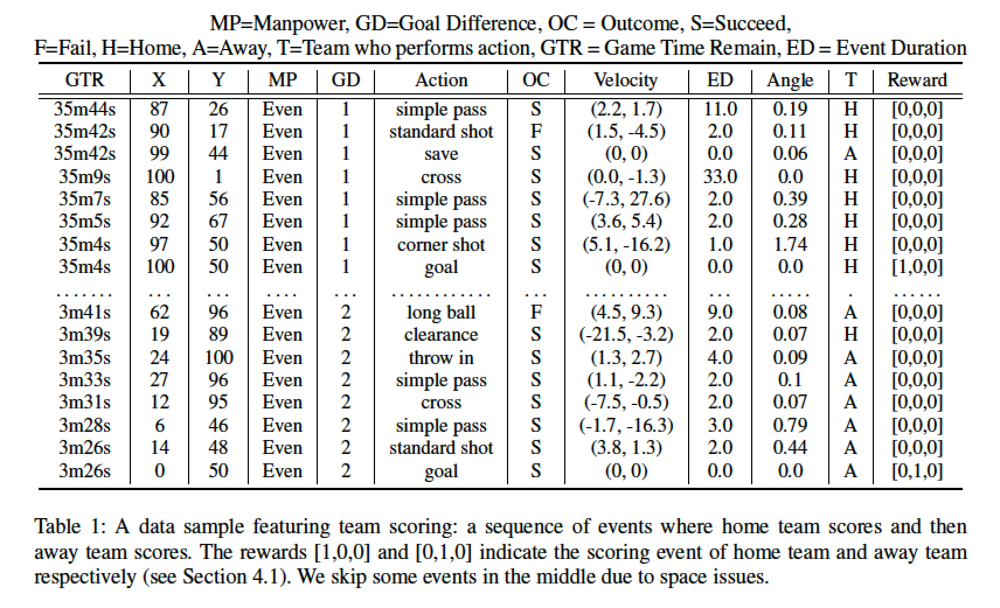 MP=Manpower, GD=Goal Difference, OC = Outcome, S=Succeed,
F=Fail, H=Home, A=Away, T=Team who performs action, GTR = Game Time Remain, ED = Event Duration
GTR X Y MP GD Action OC Velocity ED Angle T Reward
35m44s 87 26 Even 1 simple pass S (2.2, 1.7) 11.0 0.19 H [0,0,0]
35m42s 90 17 Even 1 standard shot F (1.5, -4.5) 2.0 0.11 H [0,0,0]
35m42s 99 44 Even 1 save S (0, 0) 0.0 0.06 A [0,0,0]
35m9s 100 1 Even 1 cross S (0.0, -1.3) 33.0 0.0 H [0,0,0]
35m7s 85 56 Even 1 simple pass S (-7.3, 27.6) 2.0 0.39 H [0,0,0]
35m5s 92 67 Even 1 simple pass S (3.6, 5.4) 2.0 0.28 H [0,0,0]
35m4s 97 50 Even 1 corner shot S (5.1, -16.2) 1.0 1.74 H [0,0,0]
35m4s 100 50 Even 1 goal S (0, 0) 0.0 0.0 H [1,0,0]
....... ... ... .... ... ............ ... .......... ... ..... . ......
3m41s 62 96 Even 2 long ball F (4.5, 9.3) 9.0 0.08 A [0,0,0]
3m39s 19 89 Even 2 clearance S (-21.5, -3.2) 2.0 0.07 H [0,0,0]
3m35s 24 100 Even 2 throw in S (1.3, 2.7) 4.0 0.09 A [0,0,0]
3m33s 27 96 Even 2 simple pass S (1.1, -2.2) 2.0 0.1 A [0,0,0]
3m31s 12 95 Even 2 cross S (-7.5, -0.5) 2.0 0.07 A [0,0,0]
3m28s 6 46 Even 2 simple pass S (-1.7, -16.3) 3.0 0.79 A [0,0,0]
3m26s 14 48 Even 2 standard shot S (3.8, 1.3) 2.0 0.44 A [0,0,0]
3m26s 0 50 Even 2 goal S (0, 0) 0.0 0.0 A [0,1,0]
Table 1: A data sample featuring team scoring: a sequence of events where home team scores and then
away team scores. The rewards [1,0,0] and [0,1,0] indicate the scoring event of home team and away team
respectively (see Section 4.1). We skip some events in the middle due to space issues.